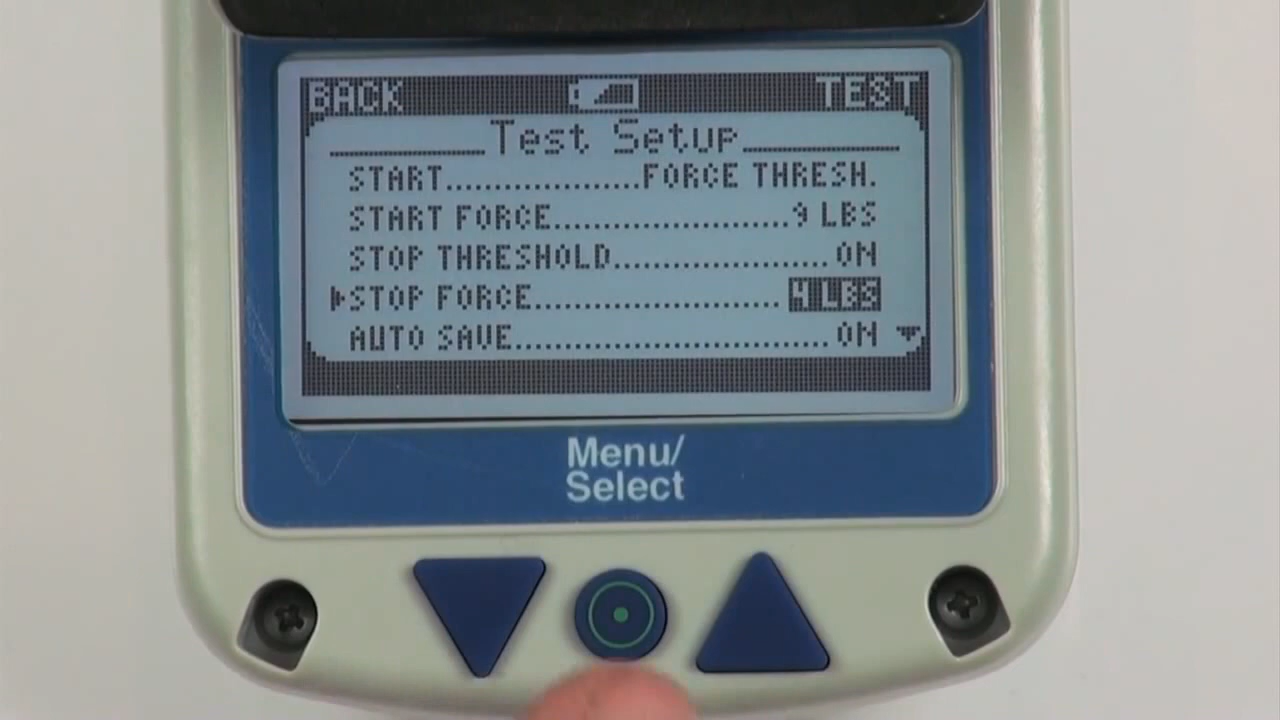 BACK TEST
Test Setup
START...................FORCE THRESH.
START FORCE.......................9 LBS
STOP THRESHOLD.....................ON
STOP FORCE........................ 4 LBS
AUTO SAVE..............................ON
Menu/
Select